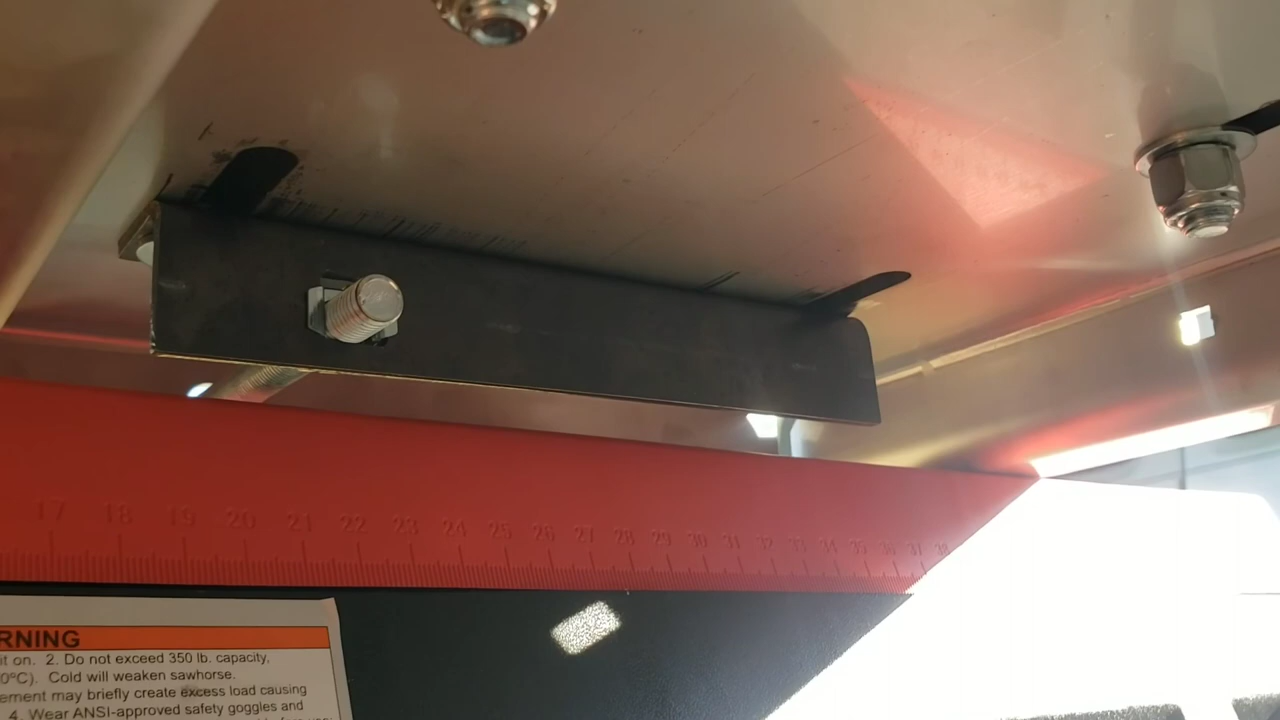 17 18 19 20 21 22 23 24 25 26 27 28 29 30 31 32 33 34 35 36 37 38
RNING
it on. 2. Do not exceed 350 lb. capacity,
0°C). Cold will weaken sawhorse.
ement may briefly create excess load causing
4. Wear ANSI-approved safety goggles and